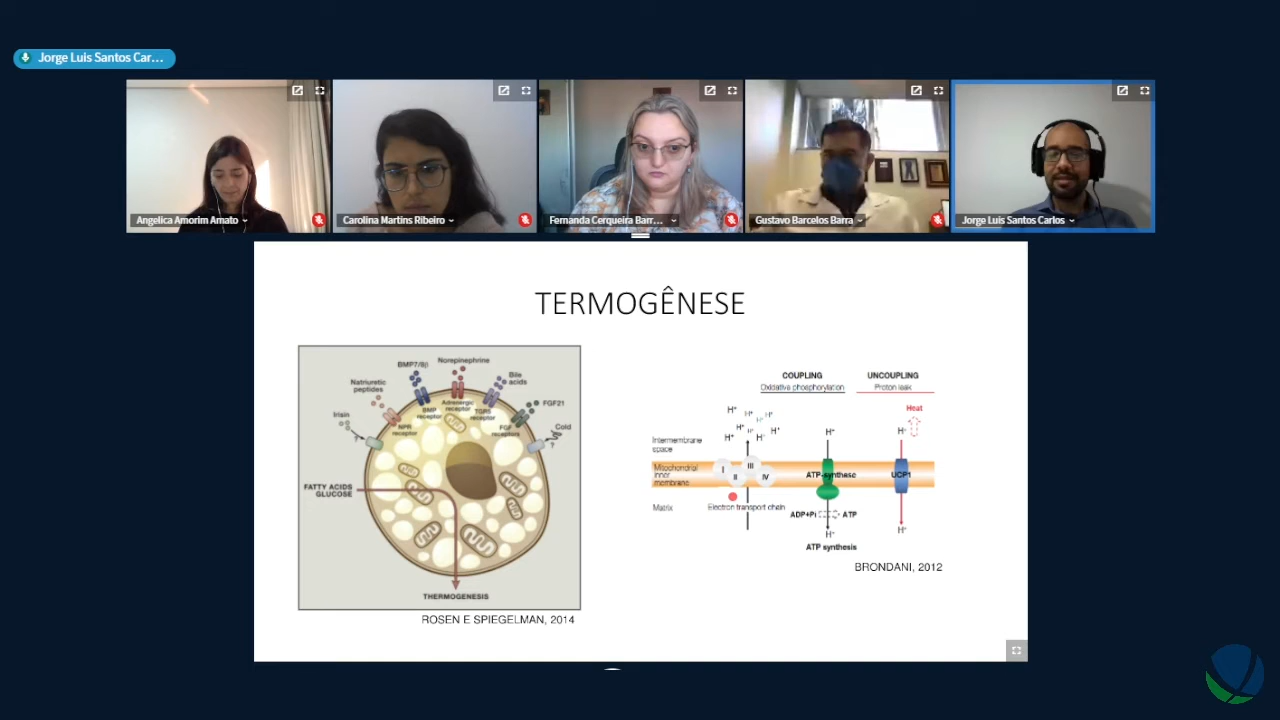 Jorge Luis Santos Car...
Angelica Amorim Amato
Carolina Martins Ribeiro
Fernanda Cerqueira Barr...
Gustavo Barcelos Barra
Jorge Luis Santos Carlos
TERMOGÊNESE
Norepinephrine
BMP7/8β
Bile
acids
Natriuretic
peptides
FGF21
Irisin
Cold
BMP
receptor
Adrenergic
receptor
TGR5
receptor
NPR
receptor
FGF
receptors
?
?
FATTY ACIDS
GLUCOSE
THERMOGENESIS
ROSEN E SPIEGELMAN, 2014
COUPLING
Oxidative phosphorylation
UNCOUPLING
Proton leak
Heat
H⁺ H⁺ H⁺ H⁺
H⁺ H⁺ H⁺
H⁺ H⁺
H⁺
H⁺
Intermembrane
space
Mitochondrial
inner
membrane
I
II
III
IV
ATP-synthase
UCP1
Matrix
Electron transport chain
ADP+Pi
ATP
H⁺
H⁺
ATP synthesis
BRONDANI, 2012